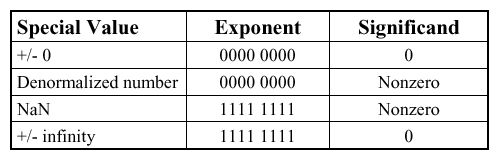 Special Value Exponent Significand
+/- 0 0000 0000 0
Denormalized number 0000 0000 Nonzero
NaN 1111 1111 Nonzero
+/- infinity 1111 1111 0